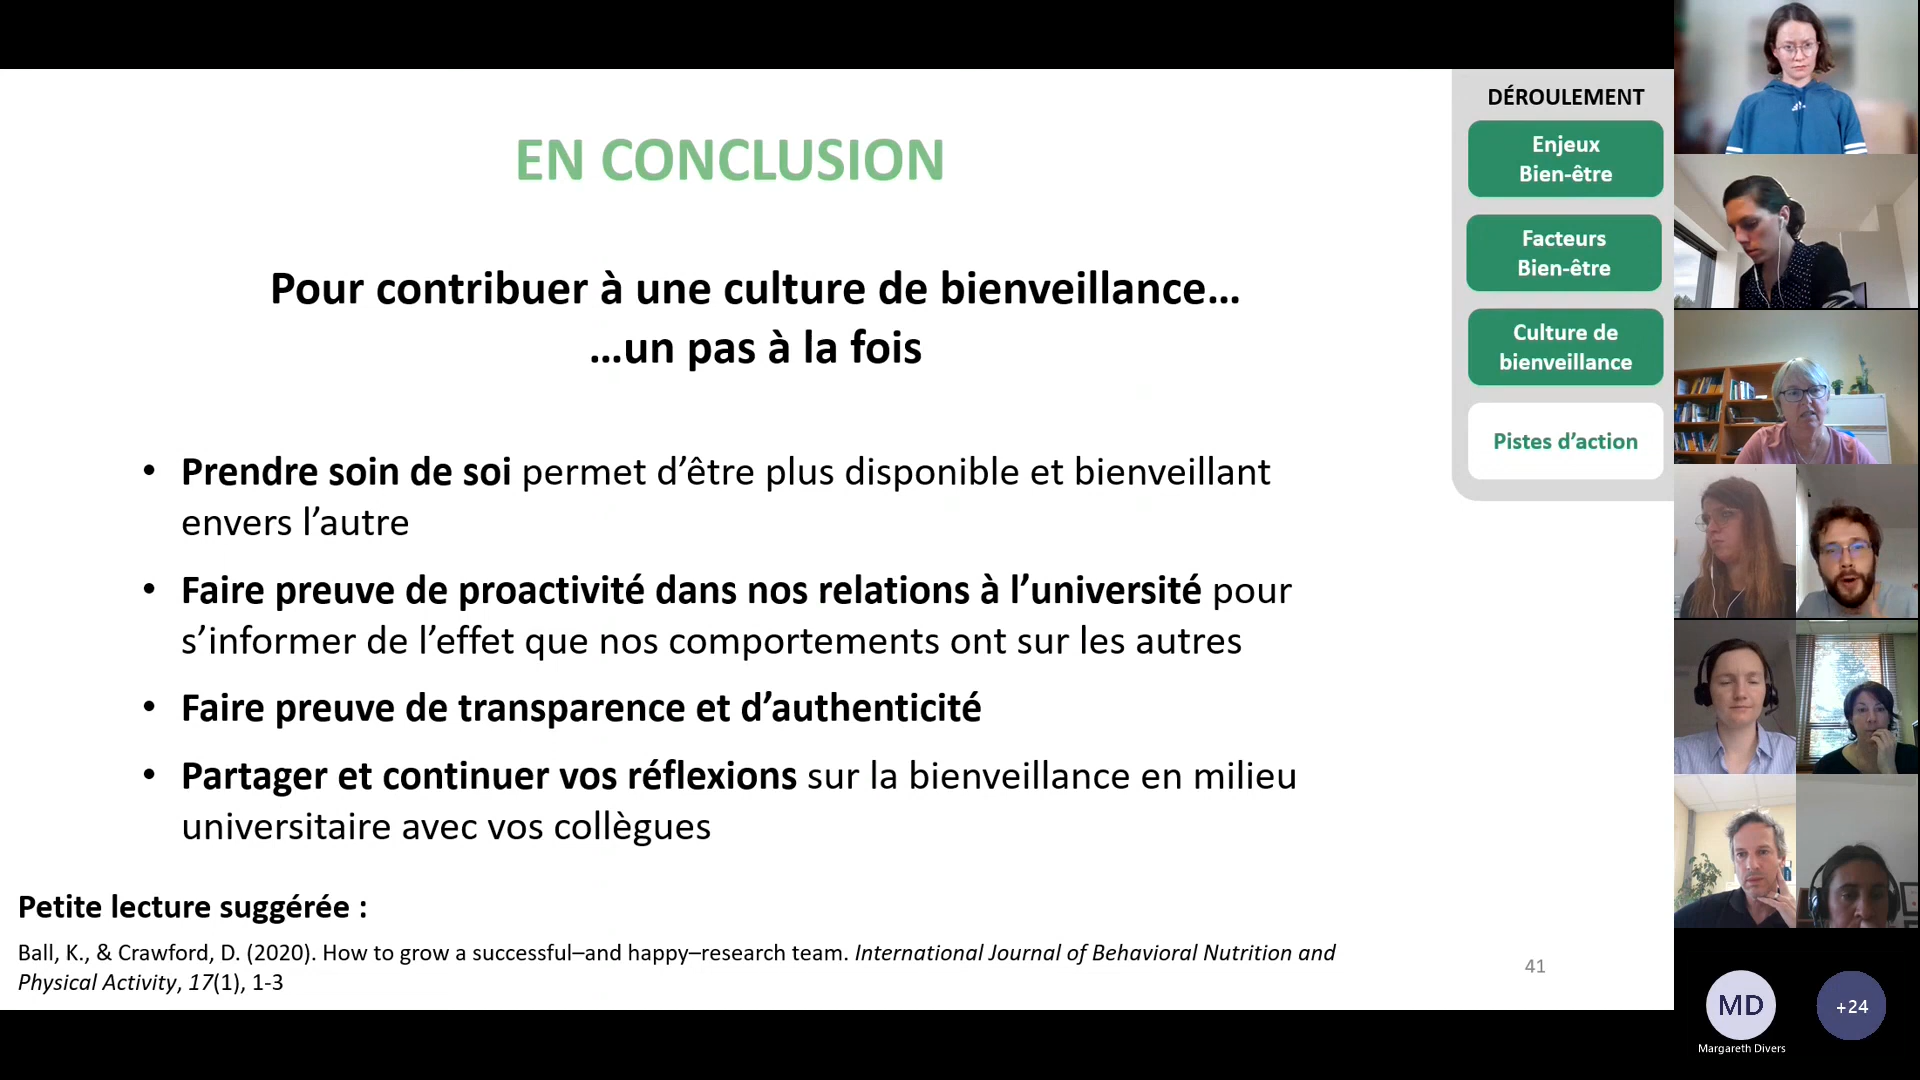 EN CONCLUSION
Pour contribuer à une culture de bienveillance…
…un pas à la fois
• Prendre soin de soi permet d’être plus disponible et bienveillant
envers l’autre
• Faire preuve de proactivité dans nos relations à l’université pour
s’informer de l’effet que nos comportements ont sur les autres
• Faire preuve de transparence et d’authenticité
• Partager et continuer vos réflexions sur la bienveillance en milieu
universitaire avec vos collègues
Petite lecture suggérée :
Ball, K., & Crawford, D. (2020). How to grow a successful–and happy–research team. International Journal of Behavioral Nutrition and
Physical Activity, 17(1), 1-3
41
DÉROULEMENT
Enjeux
Bien-être
Facteurs
Bien-être
Culture de
bienveillance
Pistes d’action
MD
Margareth Divers
+24